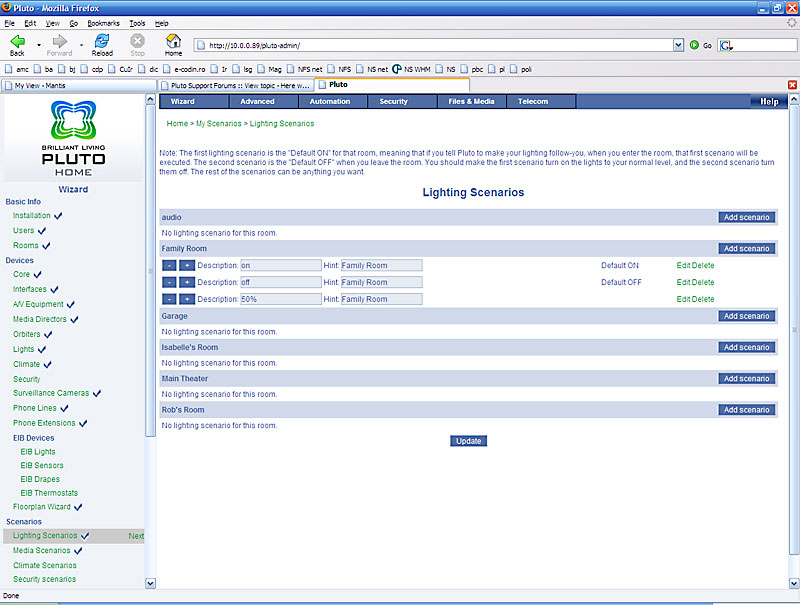 Pluto - Mozilla Firefox
File Edit View Go Bookmarks Tools Help
Back Forward Reload Stop Home http://10.0.0.89/pluto-admin/ Go
amc ba bj cdp CuIr dic e-codin.ro Ir lsg Mag NFS net NFS NS net NS WHM NS pbc pl poli
My View - Mantis Pluto Support Forums :: View topic - Here w... Pluto
Wizard Advanced Automation Security Files & Media Telecom Help
BRILLIANT LIVING
PLUTO
HOME
Wizard
Basic Info
Installation
Users
Rooms
Devices
Core
Interfaces
A/V Equipment
Media Directors
Orbiters
Lights
Climate
Security
Surveillance Cameras
Phone Lines
Phone Extensions
EIB Devices
EIB Lights
EIB Sensors
EIB Drapes
EIB Thermostats
Floorplan Wizard
Scenarios
Lighting Scenarios Next
Media Scenarios
Climate Scenarios
Security scenarios
Home > My Scenarios > Lighting Scenarios
Note: The first lighting scenario is the "Default ON" for that room, meaning that if you tell Pluto to make your lighting follow-you, when you enter the room, that first scenario will be
executed. The second scenario is the "Default OFF" when you leave the room. You should make the first scenario turn on the lights to your normal level, and the second scenario turn
them off. The rest of the scenarios can be anything you want.
Lighting Scenarios
audio Add scenario
No lighting scenario for this room.
Family Room Add scenario
- + Description: on Hint: Family Room Default ON Edit Delete
- + Description: off Hint: Family Room Default OFF Edit Delete
- + Description: 50% Hint: Family Room Edit Delete
Garage Add scenario
No lighting scenario for this room.
Isabelle's Room Add scenario
No lighting scenario for this room.
Main Theater Add scenario
No lighting scenario for this room.
Rob's Room Add scenario
No lighting scenario for this room.
Update
Done